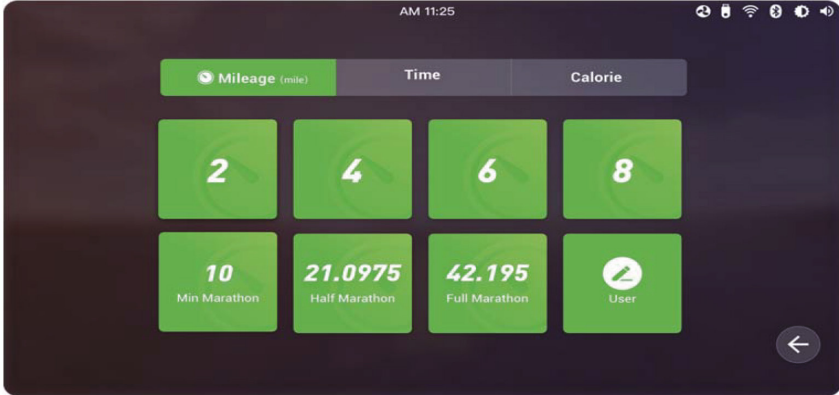 AM 11:25
Mileage (mile)
Time
Calorie
2
4
6
8
10
Min Marathon
21.0975
Half Marathon
42.195
Full Marathon
User